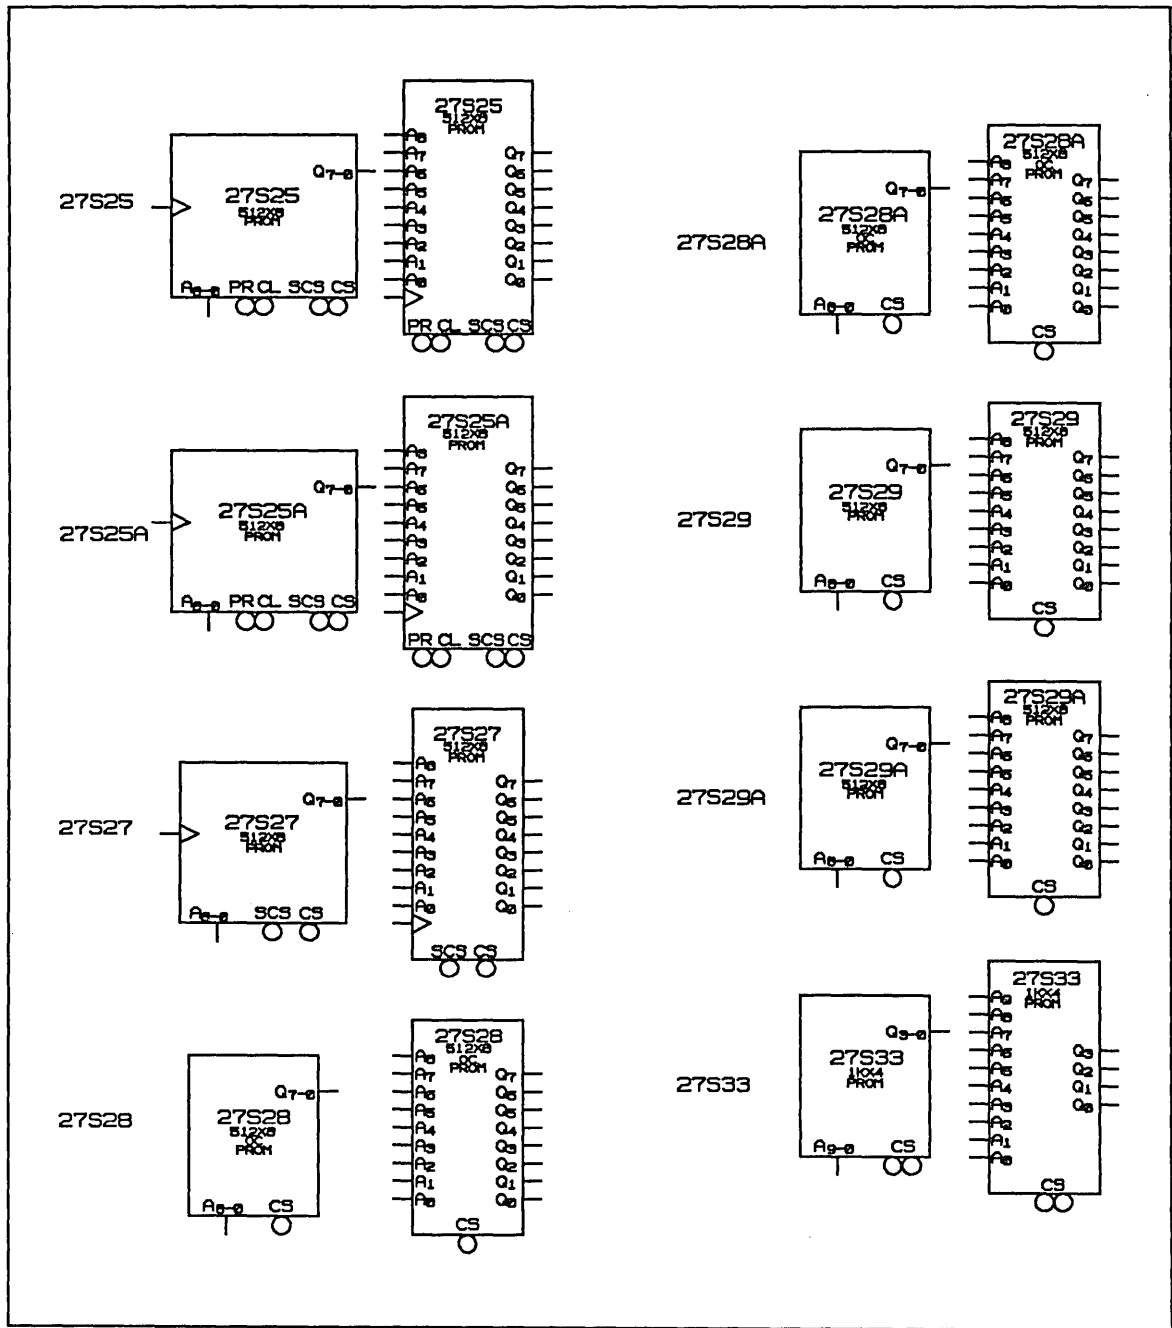 27S25
Q7-0
27S25
512X8
PROM
A8-0 PR CL SCS CS
27S25
512X8
PROM
A8
A7 Q7
A6 Q6
A5 Q5
A4 Q4
A3 Q3
A2 Q2
A1 Q1
A0 Q0
PR CL SCS CS
27S25A
Q7-0
27S25A
512X8
PROM
A8-0 PR CL SCS CS
27S25A
512X8
PROM
A8
A7 Q7
A6 Q6
A5 Q5
A4 Q4
A3 Q3
A2 Q2
A1 Q1
A0 Q0
PR CL SCS CS
27S27
Q7-0
27S27
512X8
PROM
A8-0 SCS CS
27S27
512X8
PROM
A8
A7 Q7
A6 Q6
A5 Q5
A4 Q4
A3 Q3
A2 Q2
A1 Q1
A0 Q0
SCS CS
27S28
Q7-0
27S28
512X8
OC
PROM
A8-0 CS
27S28
512X8
OC
PROM
A8
A7 Q7
A6 Q6
A5 Q5
A4 Q4
A3 Q3
A2 Q2
A1 Q1
A0 Q0
CS
27S28A
Q7-0
27S28A
512X8
OC
PROM
A8-0 CS
27S28A
512X8
OC
PROM
A8
A7 Q7
A6 Q6
A5 Q5
A4 Q4
A3 Q3
A2 Q2
A1 Q1
A0 Q0
CS
27S29
Q7-0
27S29
512X8
PROM
A8-0 CS
27S29
512X8
PROM
A8
A7 Q7
A6 Q6
A5 Q5
A4 Q4
A3 Q3
A2 Q2
A1 Q1
A0 Q0
CS
27S29A
Q7-0
27S29A
512X8
PROM
A8-0 CS
27S29A
512X8
PROM
A8
A7 Q7
A6 Q6
A5 Q5
A4 Q4
A3 Q3
A2 Q2
A1 Q1
A0 Q0
CS
27S33
Q3-0
27S33
1KX4
PROM
A9-0 CS
27S33
1KX4
PROM
A9
A8
A7
A6 Q3
A5 Q2
A4 Q1
A3 Q0
A2
A1
A0
CS